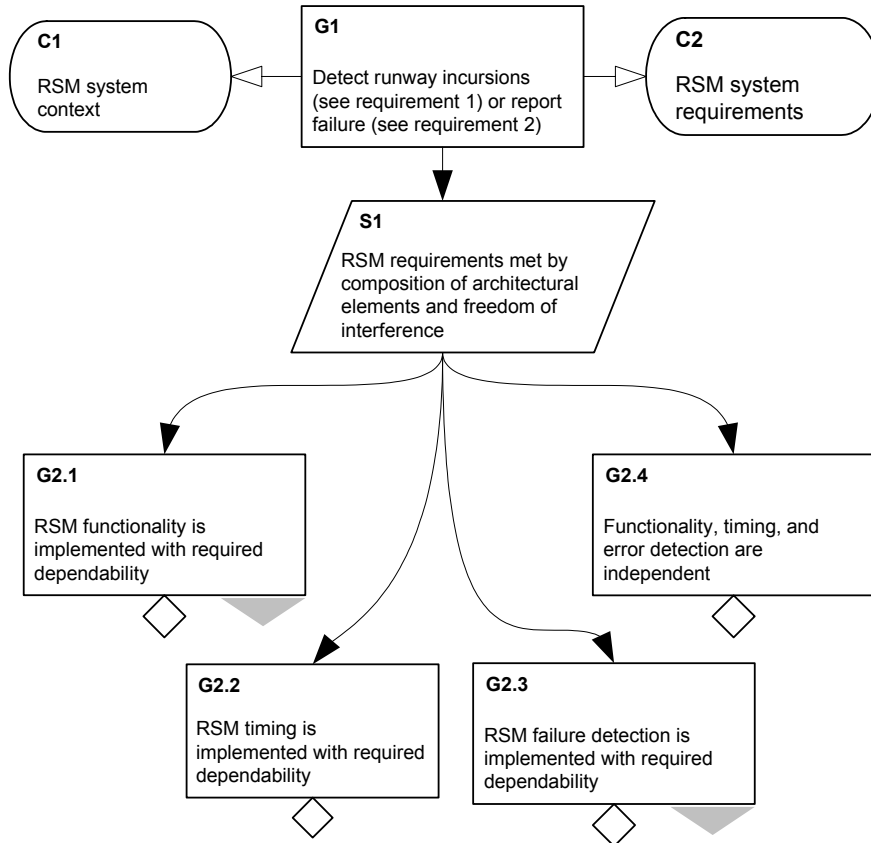 C1
RSM system
context
G1
Detect runway incursions
(see requirement 1) or report
failure (see requirement 2)
C2
RSM system
requirements
S1
RSM requirements met by
composition of architectural
elements and freedom of
interference
G2.1
RSM functionality is
implemented with required
dependability
G2.4
Functionality, timing, and
error detection are
independent
G2.2
RSM timing is
implemented with required
dependability
G2.3
RSM failure detection is
implemented with required
dependability